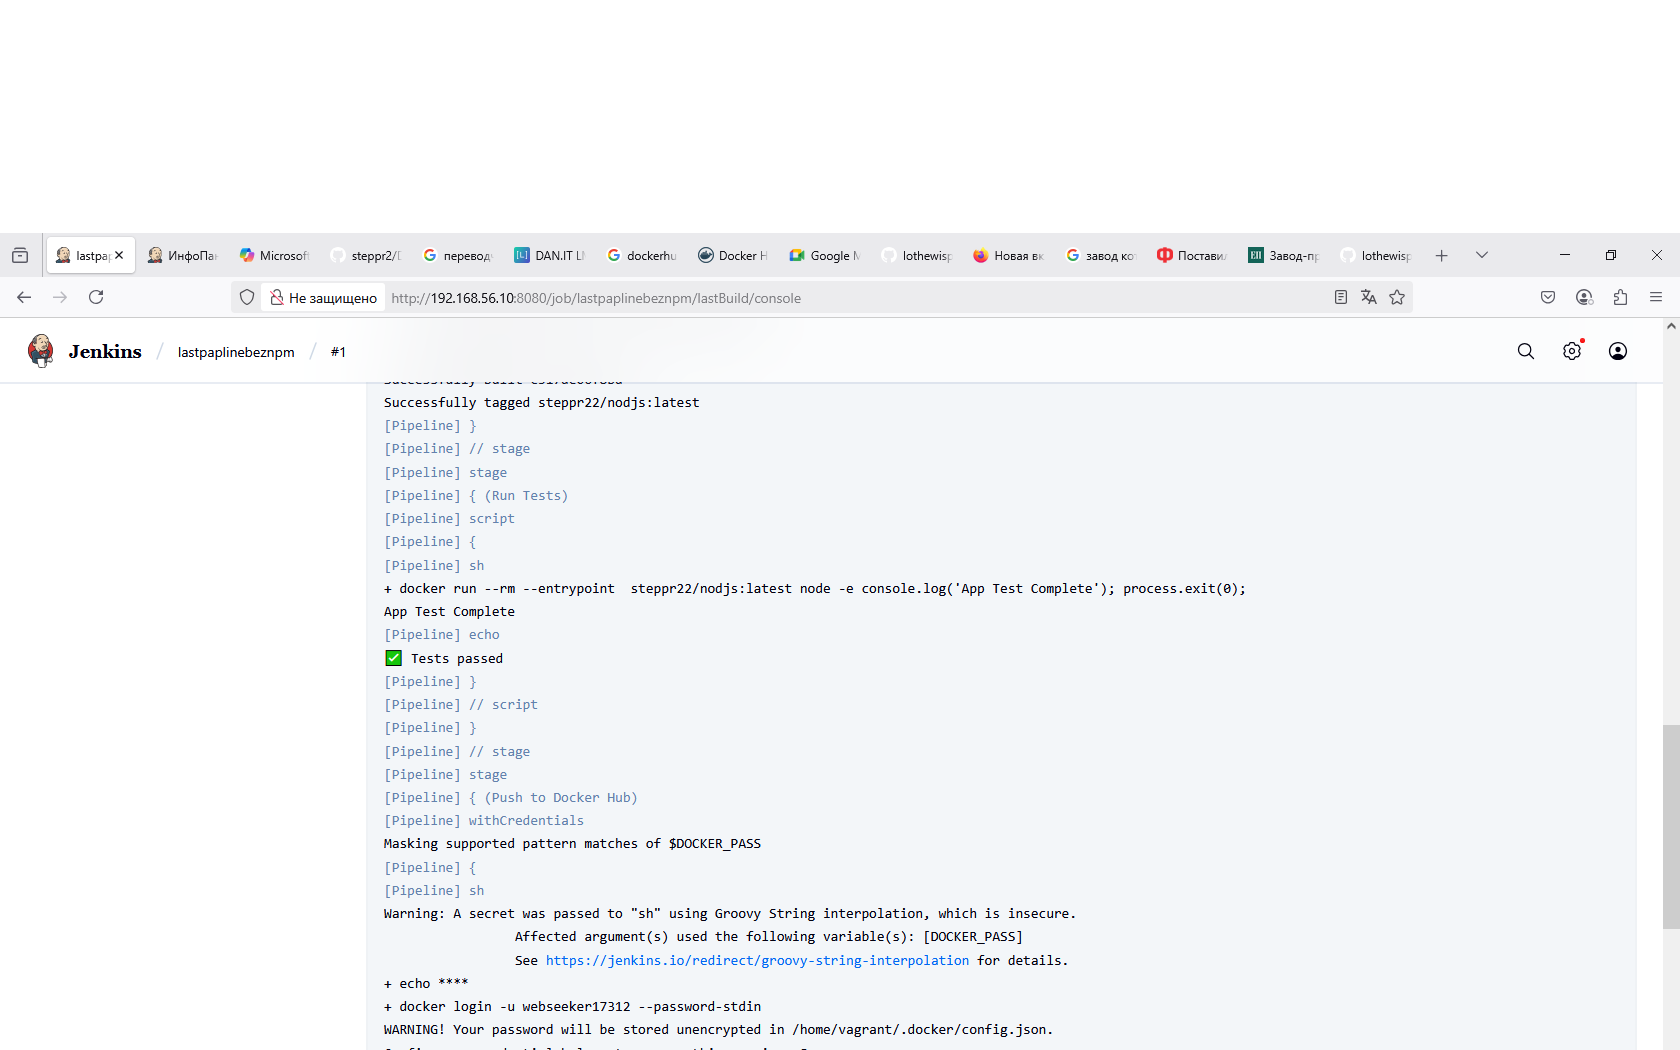 lastpap
ИнфоПан
Microsoft
steppr2/D
перевод
DAN.IT LM
dockerhu
Docker H
Google M
lothewisp
Новая вк
завод ко
Постави
Завод-пр
lothewisp
Не защищено
http://192.168.56.10:8080/job/lastpaplinebeznpm/lastBuild/console
Jenkins / lastpaplinebeznpm / #1
Successfully tagged steppr22/nodjs:latest
[Pipeline] }
[Pipeline] // stage
[Pipeline] stage
[Pipeline] { (Run Tests)
[Pipeline] script
[Pipeline] {
[Pipeline] sh
+ docker run --rm --entrypoint  steppr22/nodjs:latest node -e console.log('App Test Complete'); process.exit(0);
App Test Complete
[Pipeline] echo
✅ Tests passed
[Pipeline] }
[Pipeline] // script
[Pipeline] }
[Pipeline] // stage
[Pipeline] stage
[Pipeline] { (Push to Docker Hub)
[Pipeline] withCredentials
Masking supported pattern matches of $DOCKER_PASS
[Pipeline] {
[Pipeline] sh
Warning: A secret was passed to "sh" using Groovy String interpolation, which is insecure.
Affected argument(s) used the following variable(s): [DOCKER_PASS]
See https://jenkins.io/redirect/groovy-string-interpolation for details.
+ echo ****
+ docker login -u webseeker17312 --password-stdin
WARNING! Your password will be stored unencrypted in /home/vagrant/.docker/config.json.